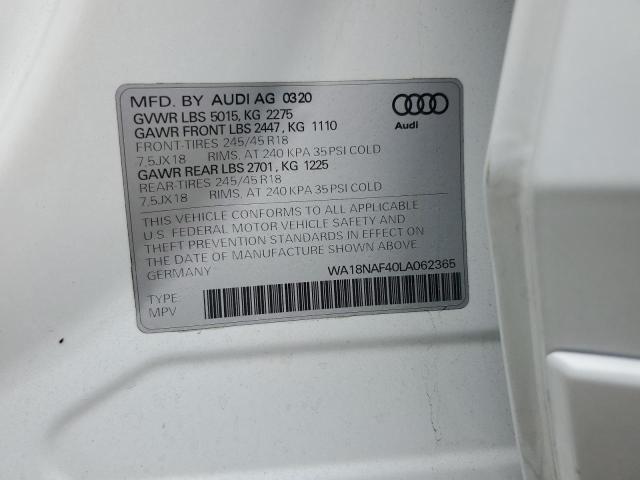 MFD. BY AUDI AG 0320
GVWR LBS 5015, KG 2275
GAWR FRONT LBS 2447, KG 1110
FRONT-TIRES 245/45 R18
7,5JX18 RIMS, AT 240 KPA 35 PSI COLD
GAWR REAR LBS 2701, KG 1225
REAR-TIRES 245/45 R18
7,5JX18 RIMS, AT 240 KPA 35 PSI COLD
Audi
THIS VEHICLE CONFORMS TO ALL APPLICABLE
U.S. FEDERAL MOTOR VEHICLE SAFETY AND
THEFT PREVENTION STANDARDS IN EFFECT ON
THE DATE OF MANUFACTURE SHOWN ABOVE.
GERMANY WA18NAF40LA062365
TYPE:
MPV